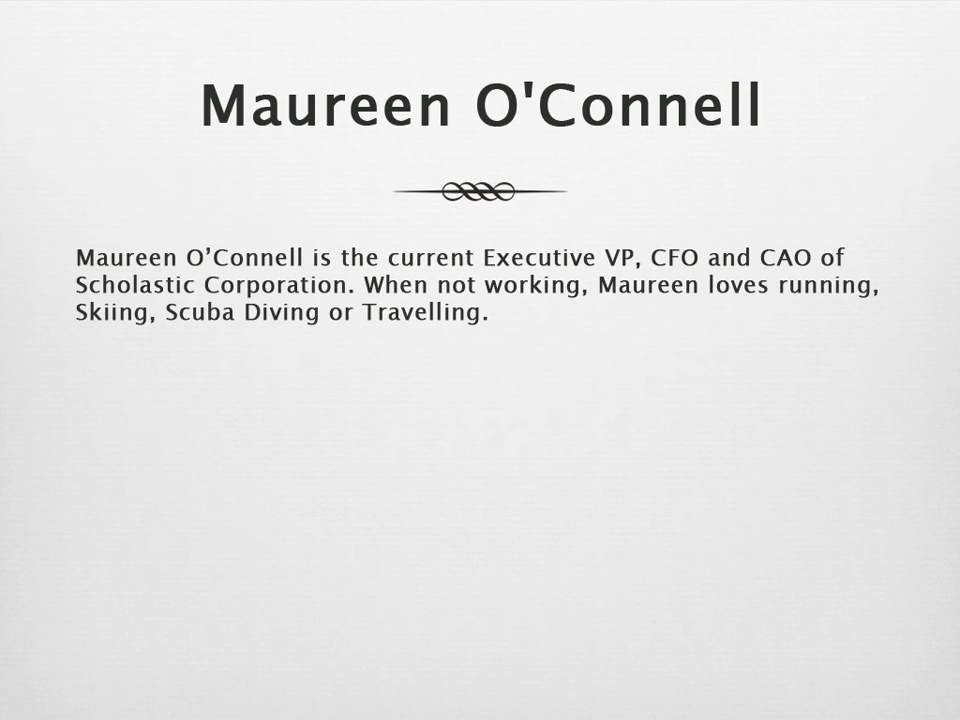 Maureen O'Connell
Maureen O’Connell is the current Executive VP, CFO and CAO of
Scholastic Corporation. When not working, Maureen loves running,
Skiing, Scuba Diving or Travelling.